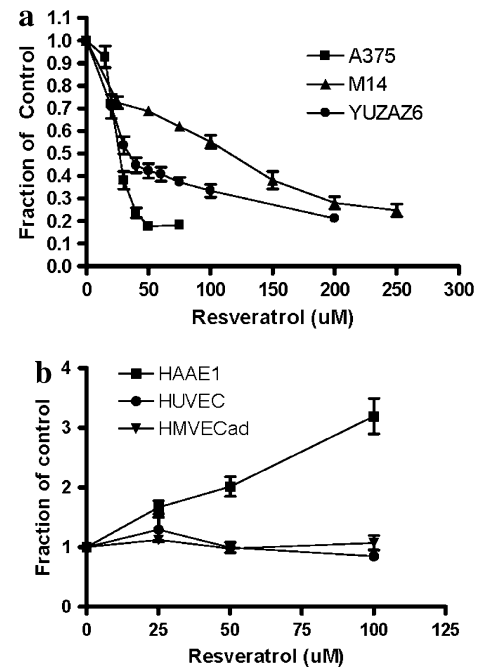 a
1.1
1.0
0.9
0.8
0.7
0.6
0.5
0.4
0.3
0.2
0.1
0.0
Fraction of Control
A375
M14
YUZAZ6
0 50 100 150 200 250 300
Resveratrol (uM)
b
4
3
2
1
0
Fraction of control
HAAE1
HUVEC
HMVECad
0 25 50 75 100 125
Resveratrol (uM)